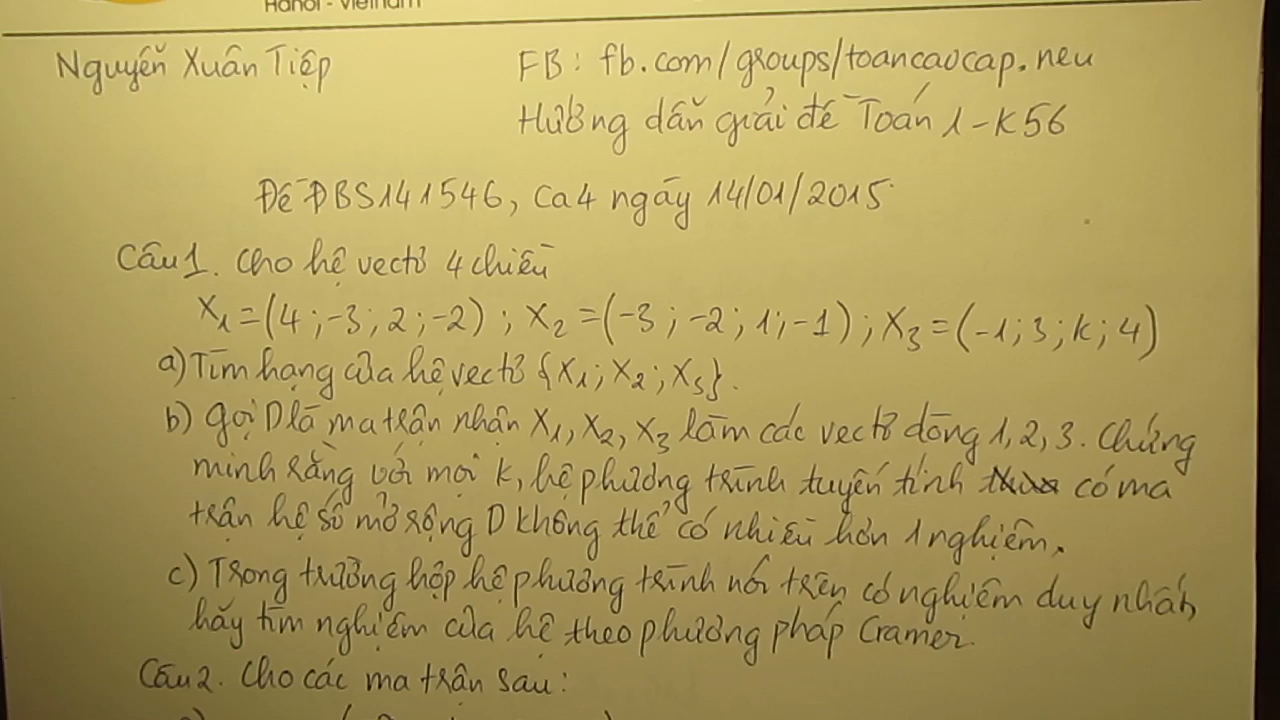 Hanoi - Vietnam
Nguyễn Xuân Tiệp FB: fb.com/groups/toancaocap.neu
Hướng dẫn giải đề Toán 1-K56
Đề ĐBS141546, Ca4 ngày 14/01/2015
Câu 1. Cho hệ vectơ 4 chiều
X₁=(4;-3;2;-2); X₂=(-3;-2;1;-1); X₃=(-1;3;k;4)
a) Tìm hạng của hệ vectơ {X₁;X₂;X₃}.
b) Gọi D là ma trận nhận X₁, X₂, X₃ làm các vectơ dòng 1, 2, 3. Chứng
minh rằng với mọi k, hệ phương trình tuyến tính có ma
trận hệ số mở rộng D không thể có nhiều hơn 1 nghiệm.
c) Trong trường hợp hệ phương trình nói trên có nghiệm duy nhất,
hãy tìm nghiệm của hệ theo phương pháp Cramer.
Câu 2. Cho các ma trận sau: